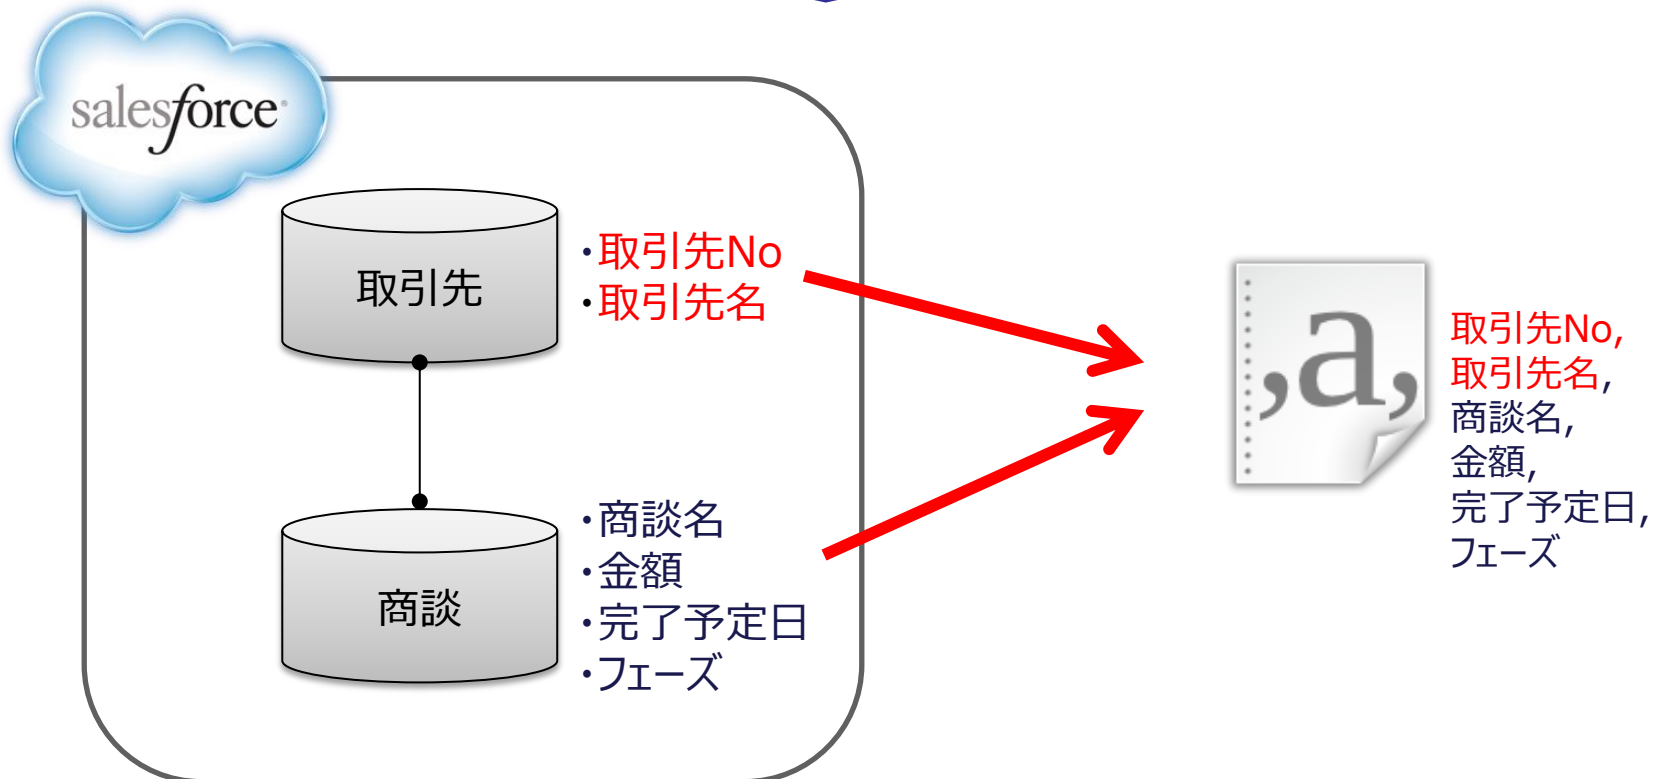 salesforce
取引先
・取引先No
・取引先名
商談
・商談名
・金額
・完了予定日
・フェーズ
,a,
取引先No,
取引先名,
商談名,
金額,
完了予定日,
フェーズ